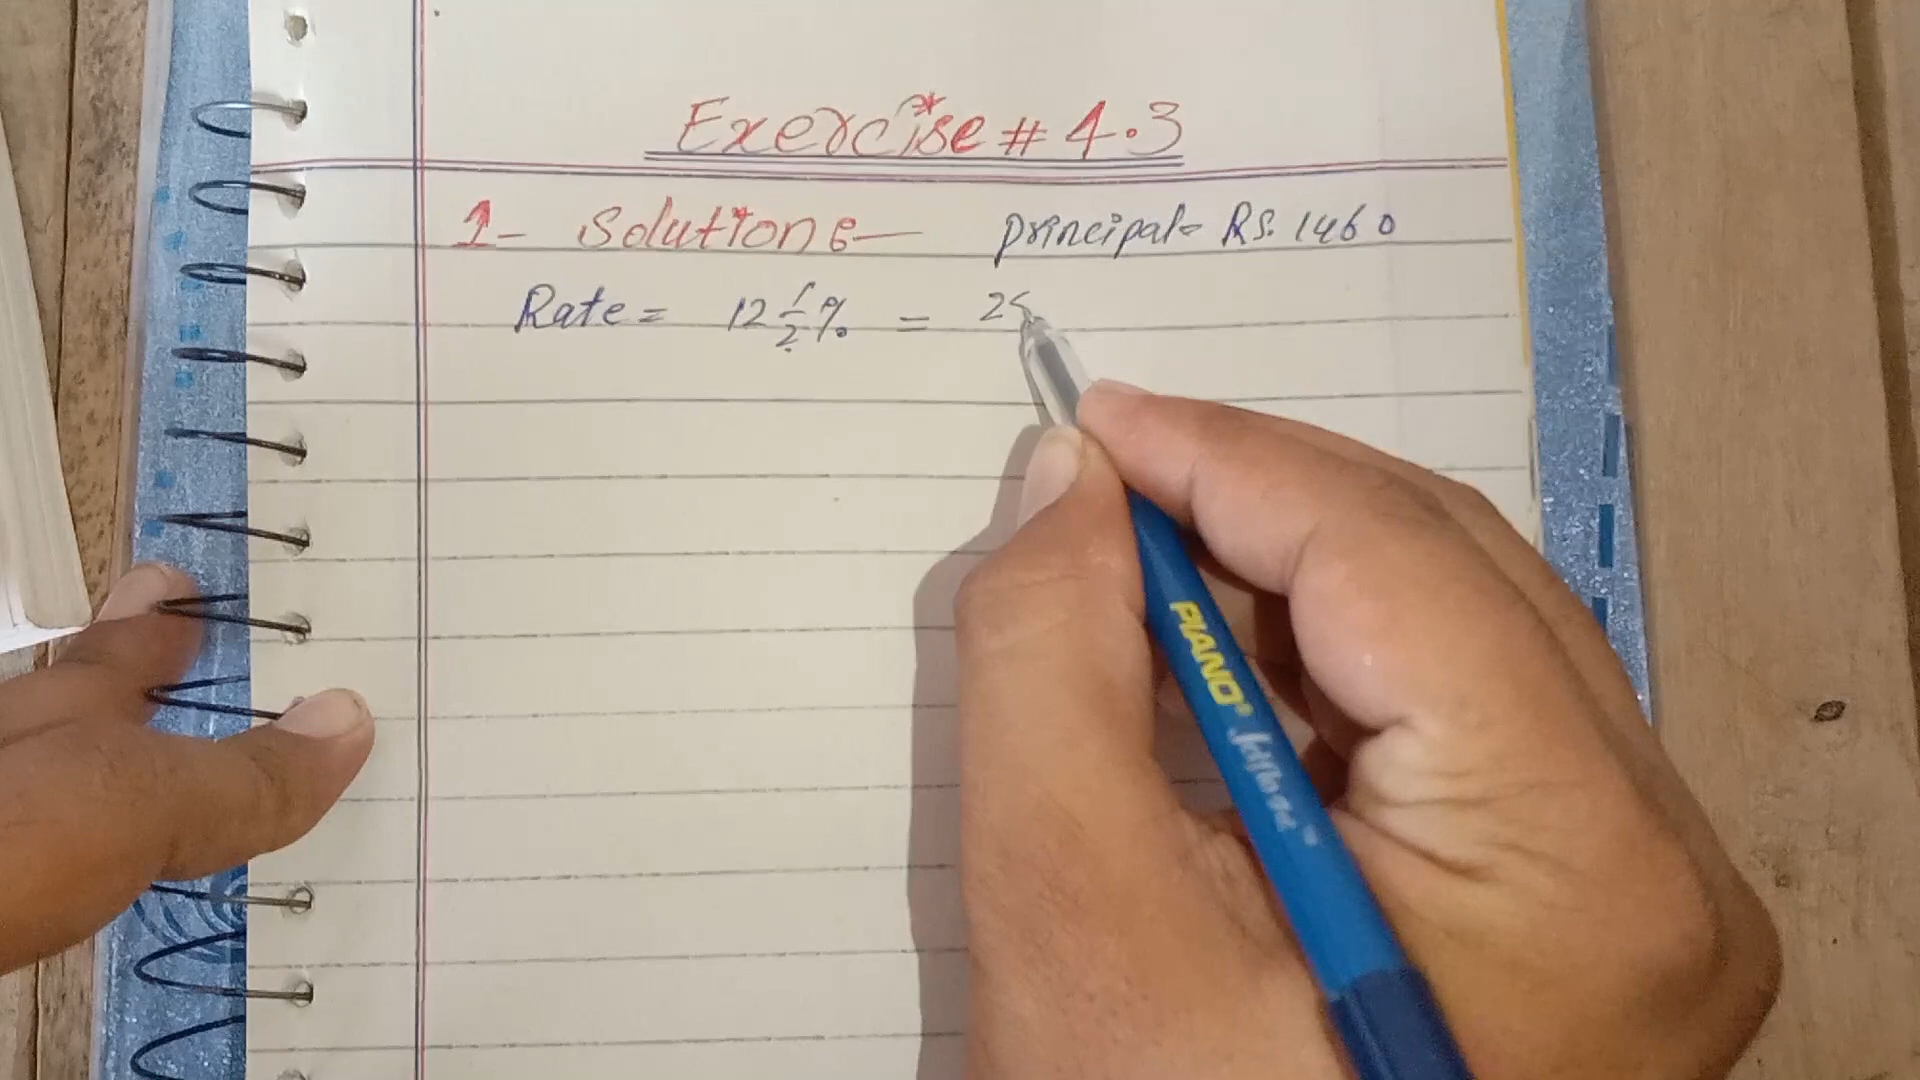 Exercise # 4.3
1- Solution:- principal= RS. 1460
Rate = 12 1/2 % = 25
PIANO